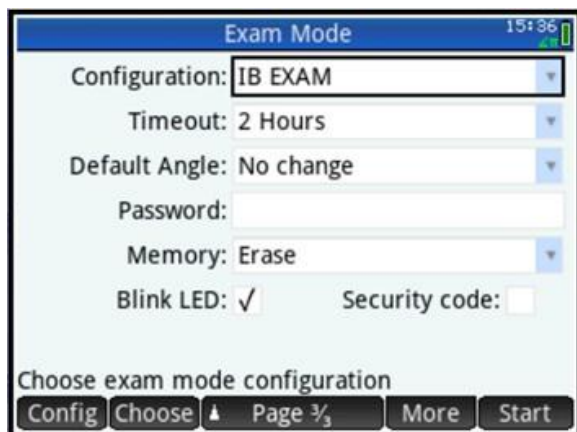 Exam Mode 15:36
∡π
Configuration: IB EXAM
Timeout: 2 Hours
Default Angle: No change
Password:
Memory: Erase
Blink LED: √ Security code:
Choose exam mode configuration
Config Choose Page ³⁄₃ More Start